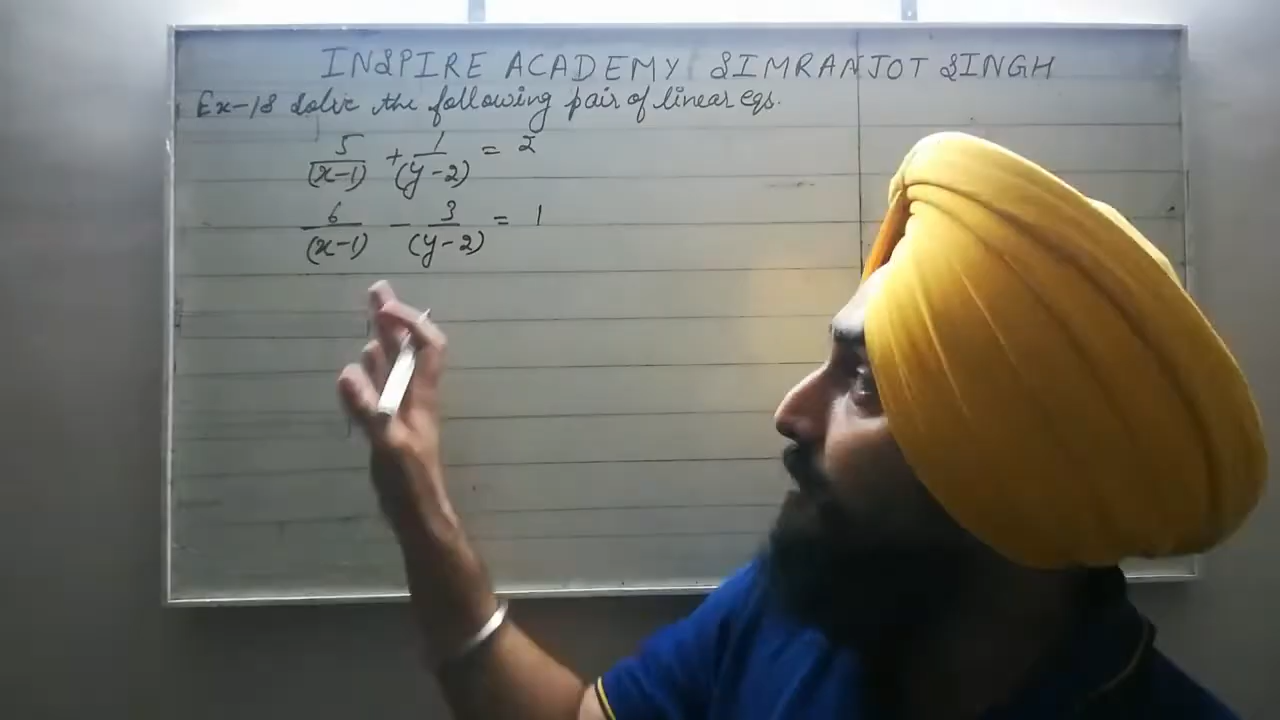 INSPIRE ACADEMY SIMRANJOT SINGH
Ex-18 Solve the following pair of linear eqs.
5/(x-1) + 1/(y-2) = 2
6/(x-1) - 3/(y-2) = 1